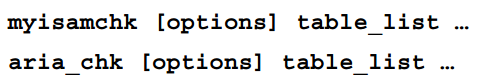 myisamchk [options] table_list …
aria_chk [options] table_list …